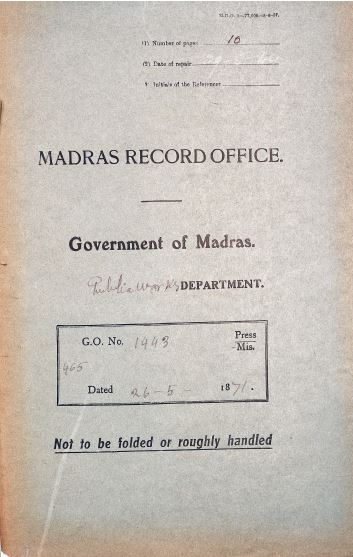 (1) Number of pages 10
(2) Date of repair
Initials of the Referencer
MADRAS RECORD OFFICE.
Government of Madras.
Public Works DEPARTMENT.
G.O. No. 1443 Press
Mis.
465
Dated 26-5- 1871.
Not to be folded or roughly handled